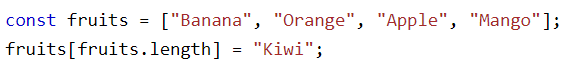 const fruits = ["Banana", "Orange", "Apple", "Mango"];
fruits[fruits.length] = "Kiwi";